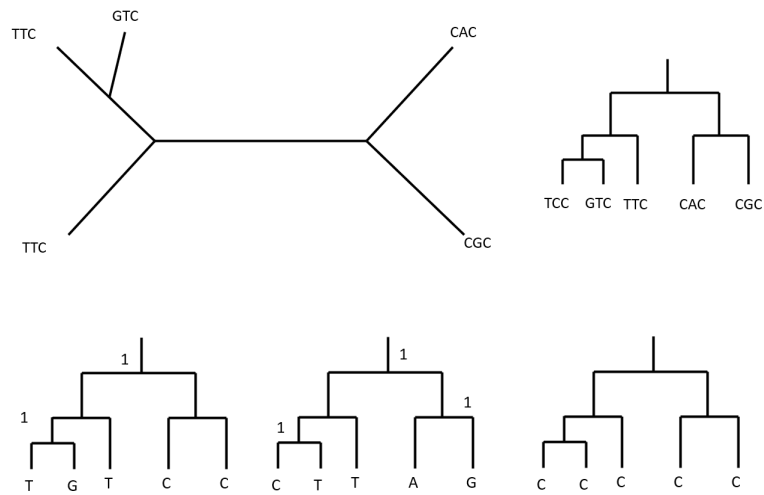 TTC
GTC
CAC
TTC
CGC
TCC GTC TTC CAC CGC
1
1
T G T C C
1
1
1
C T T A G
C C C C C